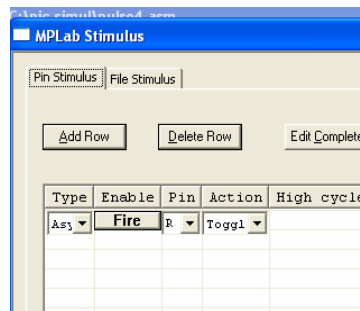 C:\pic simul\pulse4.asm
MPLab Stimulus
Pin Stimulus File Stimulus
Add Row Delete Row Edit Complete
Type Enable Pin Action High cycle
Asy Fire R Toggl